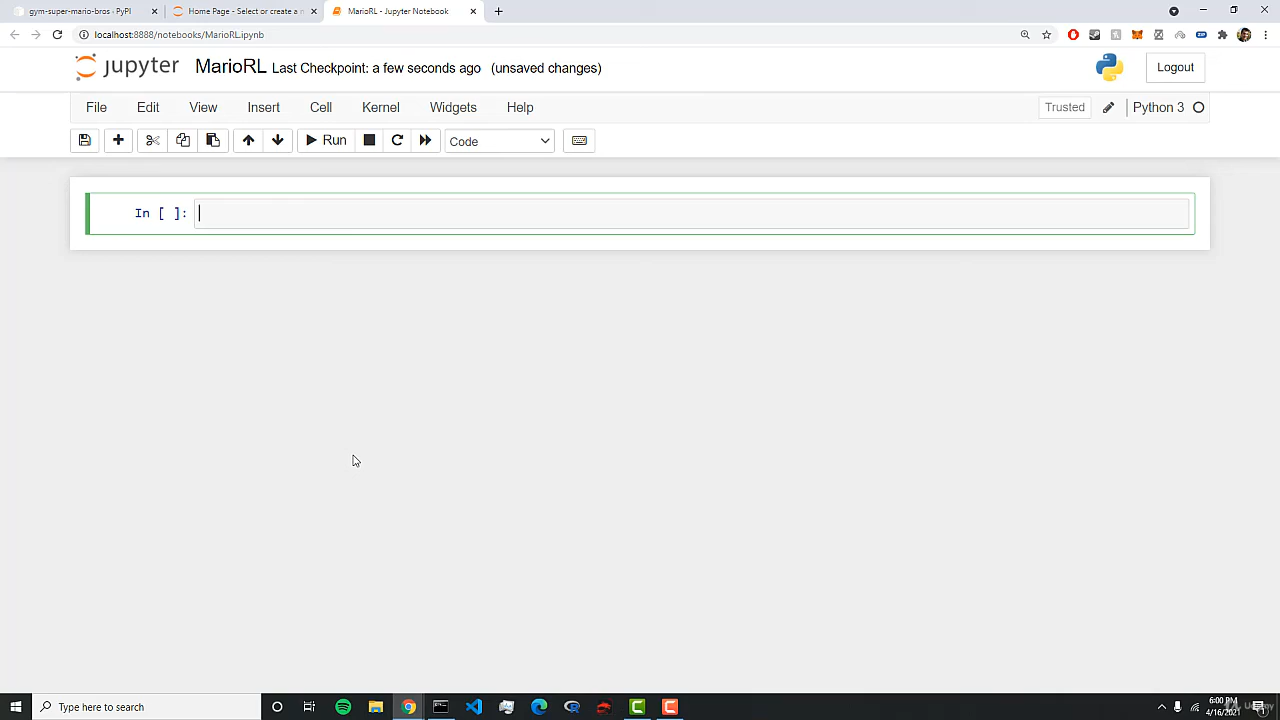 gym-super-mario-bros · PyPI
Home Page - Select or create a n
MarioRL - Jupyter Notebook
localhost:8888/notebooks/MarioRL.ipynb
jupyter MarioRL Last Checkpoint: a few seconds ago (unsaved changes)
Logout
File Edit View Insert Cell Kernel Widgets Help
Trusted Python 3
Run Code
In [ ]:
Type here to search
6:00 PM
4/16/2021
Udemy